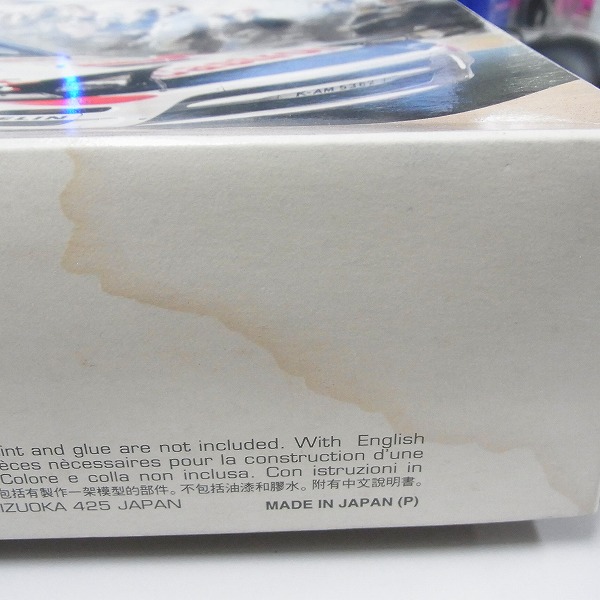 K-AM 5362
int and glue are not included. With English
èces nècessaires pour la construction d'une
Colore e colla non inclusa. Con istruzioni in
包括有製作一架模型的部件。不包括油漆和膠水。附有中文說明書。
IZUOKA 425 JAPAN MADE IN JAPAN (P)